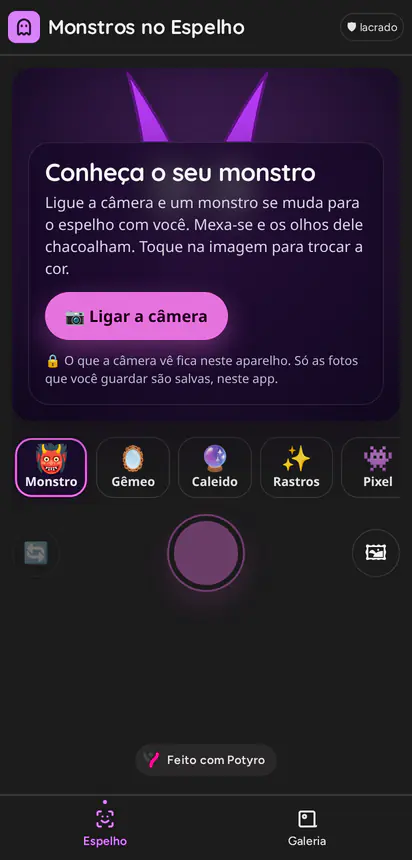 Monstros no Espelho
lacrado
Conheça o seu monstro
Ligue a câmera e um monstro se muda para
o espelho com você. Mexa-se e os olhos dele
chacoalham. Toque na imagem para trocar a
cor.
Ligar a câmera
O que a câmera vê fica neste aparelho. Só as fotos
que você guardar são salvas, neste app.
Monstro
Gêmeo
Caleido
Rastros
Pixel
Feito com Potyro
Espelho
Galeria